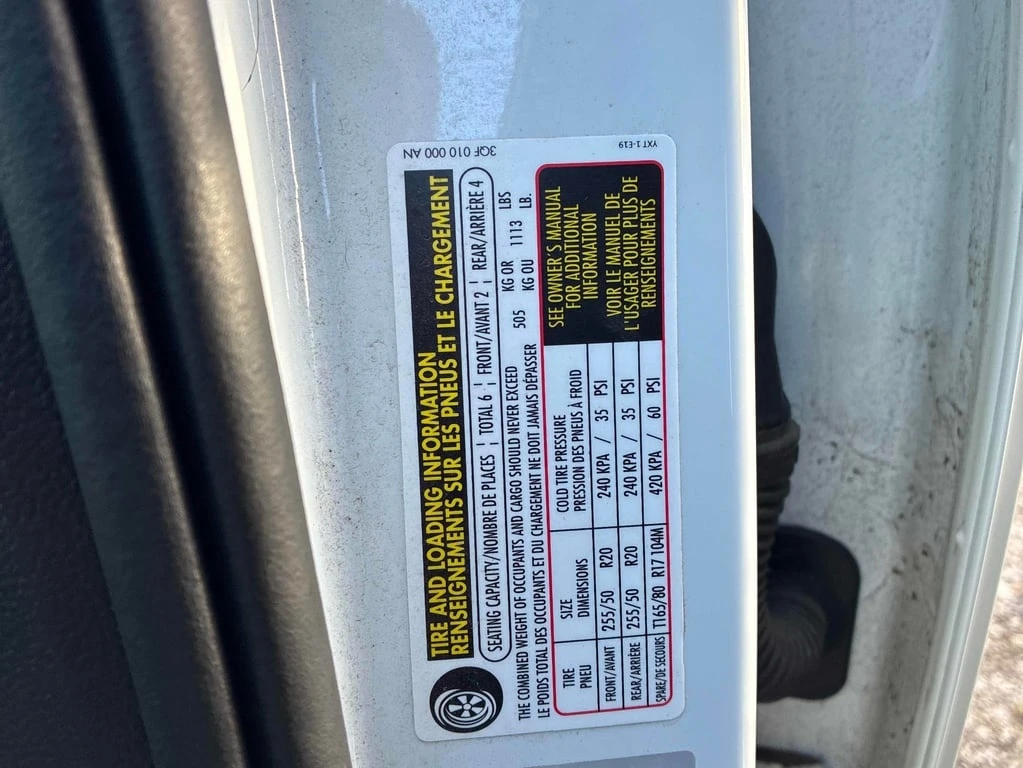 3QF 010 000 AN
TIRE AND LOADING INFORMATION
RENSEIGNEMENTS SUR LES PNEUS ET LE CHARGEMENT
SEATING CAPACITY/NOMBRE DE PLACES ¦ TOTAL 6 ¦ FRONT/AVANT 2 ¦ REAR/ARRIÈRE 4
THE COMBINED WEIGHT OF OCCUPANTS AND CARGO SHOULD NEVER EXCEED 505 KG OR 1113 LBS
LE POIDS TOTAL DES OCCUPANTS ET DU CHARGEMENT NE DOIT JAMAIS DÉPASSER KG OU LB.
TIRE SIZE COLD TIRE PRESSURE
PNEU DIMENSIONS PRESSION DES PNEUS À FROID
FRONT/AVANT 255/50 R20 240 KPA / 35 PSI
REAR/ARRIÈRE 255/50 R20 240 KPA / 35 PSI
SPARE/DE SECOURS T165/80 R17 104M 420 KPA / 60 PSI
SEE OWNER'S MANUAL
FOR ADDITIONAL
INFORMATION
VOIR LE MANUEL DE
L'USAGER POUR PLUS DE
RENSEIGNEMENTS
YXT 1-E19